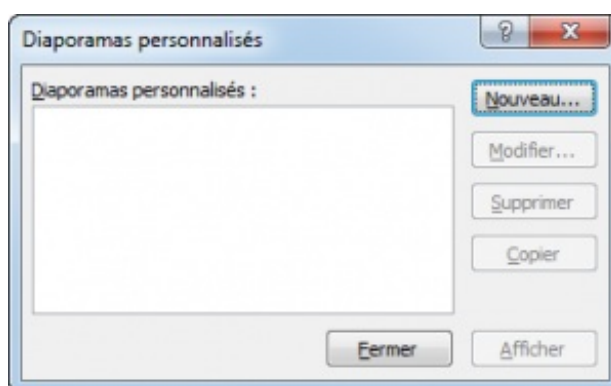 Diaporamas personnalisés
Diaporamas personnalisés :
Nouveau...
Modifier...
Supprimer
Copier
Fermer
Afficher